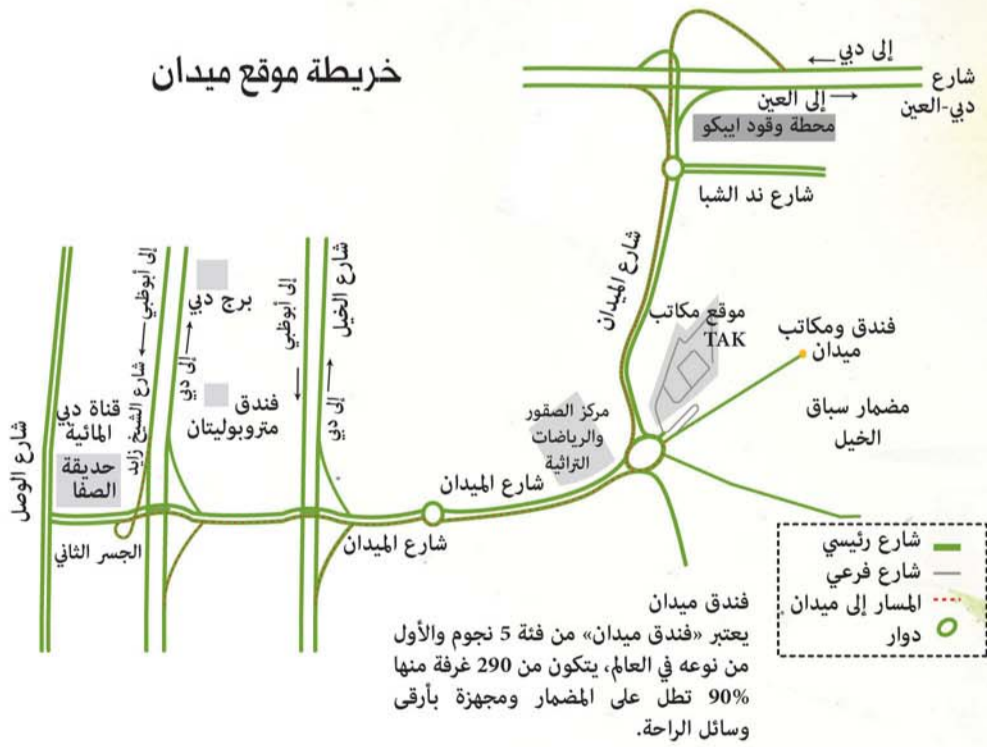 خريطة موقع ميدان
إلى دبي
شارع
دبي-العين
إلى العين
محطة وقود ايبكو
شارع ند الشبا
شارع الميدان
موقع مكاتب
TAK
فندق ومكاتب
ميدان
مضمار سباق
الخيل
مركز الصقور
والرياضات
التراثية
شارع الخيل
إلى دبي
إلى أبوظبي
برج دبي
فندق
متروبوليتان
إلى دبي
إلى أبوظبي
شارع الشيخ زايد
قناة دبي
المائية
حديقة
الصفا
شارع الوصل
شارع الميدان
شارع الميدان
الجسر الثاني
شارع رئيسي
شارع فرعي
المسار إلى ميدان
دوار
فندق ميدان
يعتبر «فندق ميدان» من فئة 5 نجوم والأول
من نوعه في العالم، يتكون من 290 غرفة منها
90% تطل على المضمار ومجهزة بأرقى
وسائل الراحة.